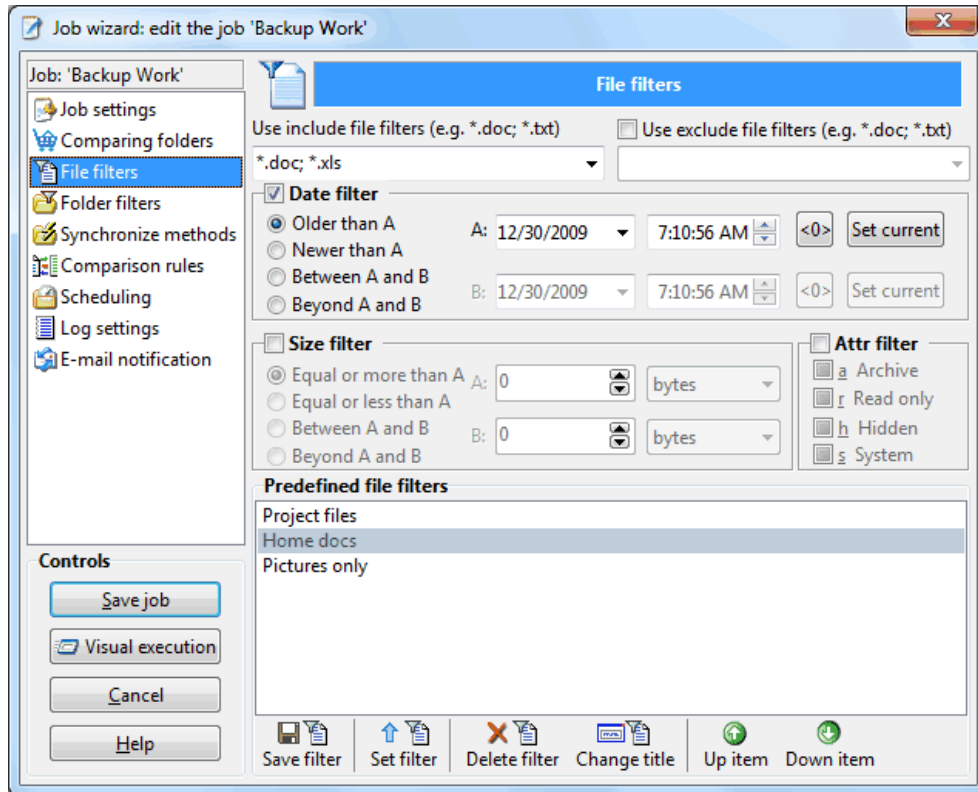 Job wizard: edit the job 'Backup Work'
x
Job: 'Backup Work'
Job settings
Comparing folders
File filters
Folder filters
Synchronize methods
Comparison rules
Scheduling
Log settings
E-mail notification
Controls
Save job
Visual execution
Cancel
Help
File filters
Use include file filters (e.g. *.doc; *.txt)
Use exclude file filters (e.g. *.doc; *.txt)
*.doc; *.xls
Date filter
Older than A
Newer than A
Between A and B
Beyond A and B
A: 12/30/2009 7:10:56 AM <0> Set current
B: 12/30/2009 7:10:56 AM <0> Set current
Size filter
Equal or more than A
Equal or less than A
Between A and B
Beyond A and B
A: 0 bytes
B: 0 bytes
Attr filter
a Archive
r Read only
h Hidden
s System
Predefined file filters
Project files
Home docs
Pictures only
Save filter
Set filter
Delete filter
Change title
Up item
Down item